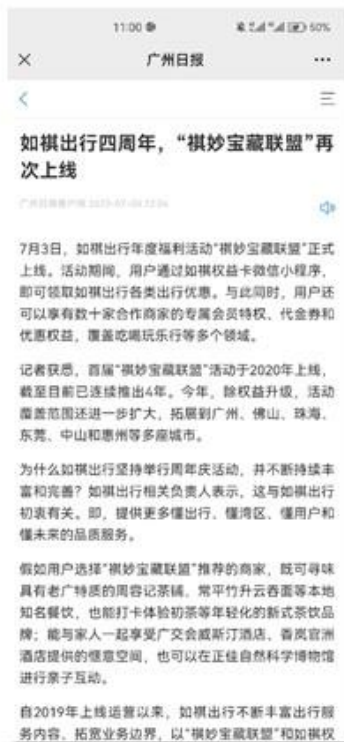 11:00
50%
广州日报
如祺出行四周年，“祺妙宝藏联盟”再
次上线
7月3日，如祺出行年度福利活动“祺妙宝藏联盟”正式
上线。活动期间，用户通过如祺权益卡微信小程序，
即可领取如祺出行各类出行优惠。与此同时，用户还
可以享有数十家合作商家的专属会员特权、代金券和
优惠权益，覆盖吃喝玩乐行等多个领域。
记者获悉，首届“祺妙宝藏联盟”活动于2020年上线，
截至目前已连续推出4年。今年，除权益升级，活动
覆盖范围还进一步扩大，拓展到广州、佛山、珠海、
东莞、中山和惠州等多座城市。
为什么如祺出行坚持举行周年庆活动，并不断持续丰
富和完善？如祺出行相关负责人表示，这与如祺出行
初衷有关。即，提供更多懂出行、懂湾区、懂用户和
懂未来的品质服务。
假如用户选择“祺妙宝藏联盟”推荐的商家，既可寻味
具有老广特质的周容记茶铺、常平竹升云吞面等本地
知名餐饮，也能打卡体验初茶等年轻化的新式茶饮品
牌；能与家人一起享受广交会威斯汀酒店、香岚官洲
酒店提供的惬意空间，也可以在正佳自然科学博物馆
进行亲子互动。
自2019年上线运营以来，如祺出行不断丰富出行服
务内容、拓宽业务边界，以“祺妙宝藏联盟”和如祺权